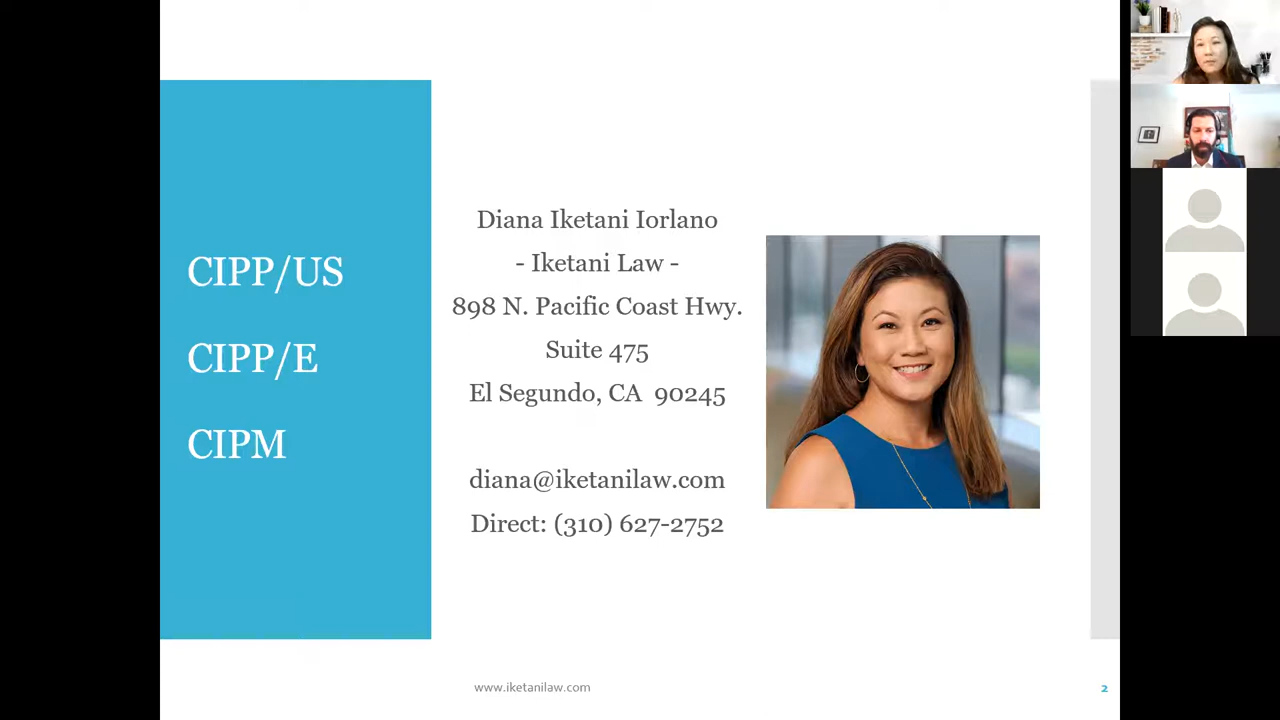 CIPP/US
CIPP/E
CIPM
Diana Iketani Iorlano
- Iketani Law -
898 N. Pacific Coast Hwy.
Suite 475
El Segundo, CA  90245
diana@iketanilaw.com
Direct: (310) 627-2752
www.iketanilaw.com
2